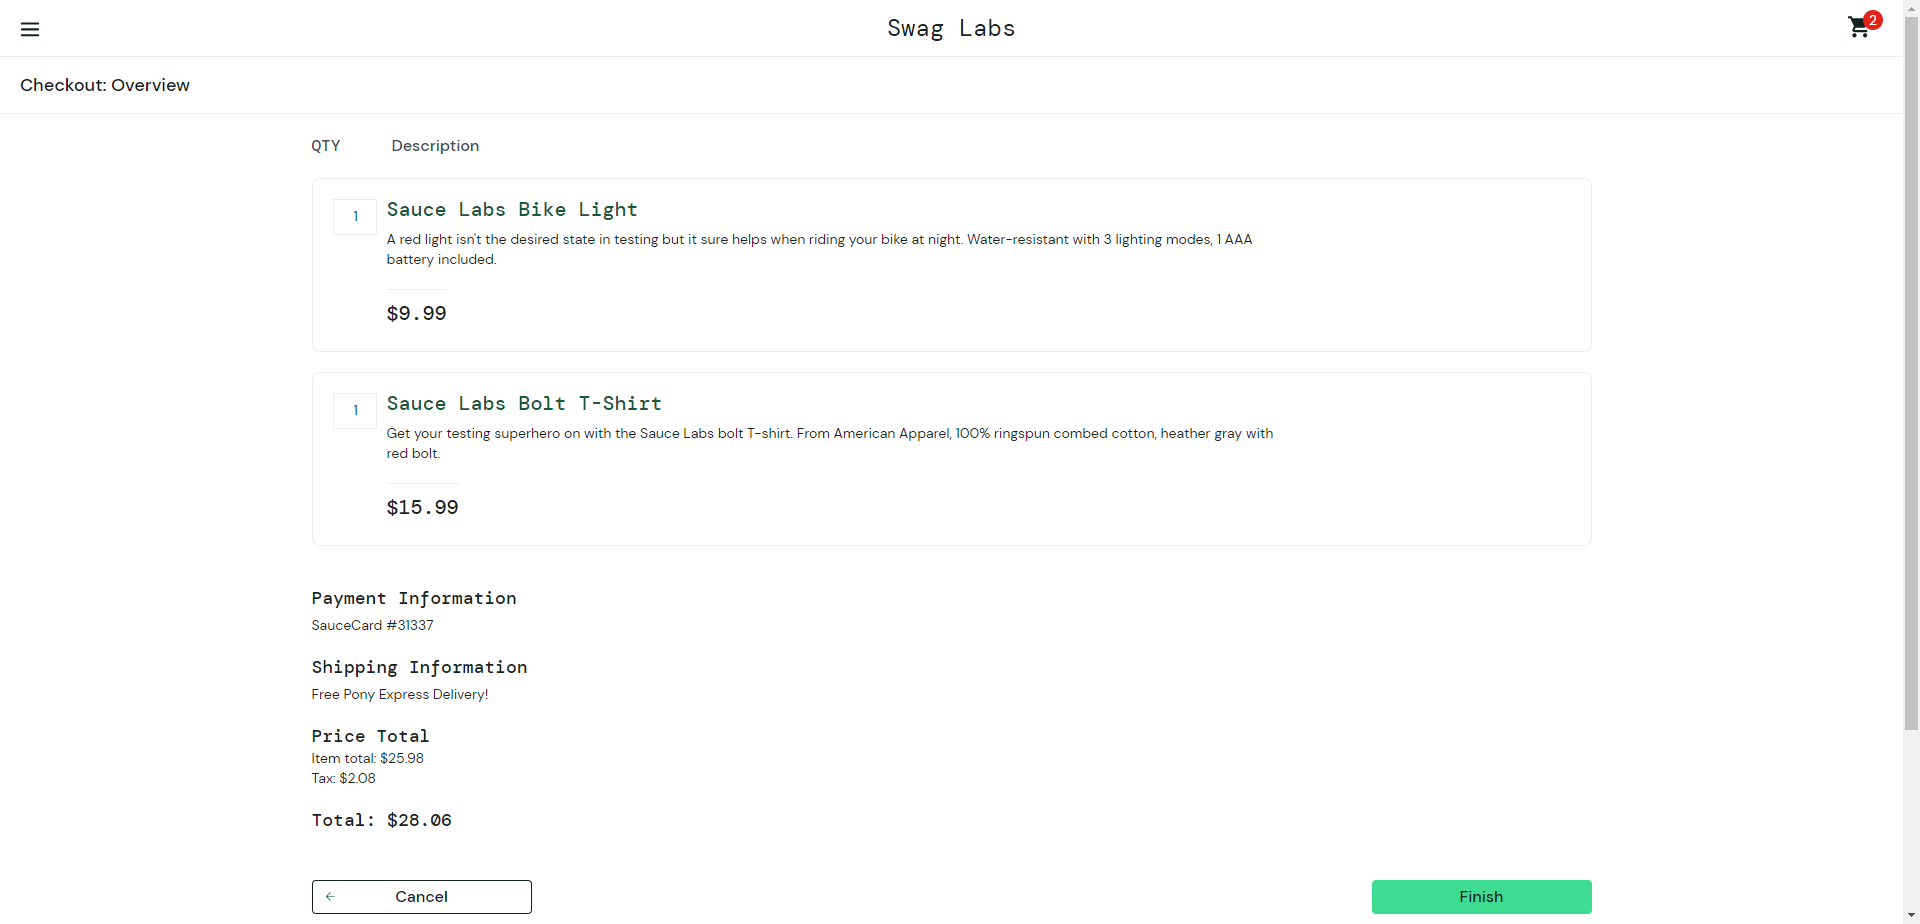 Swag Labs
2
Checkout: Overview
QTY Description
1
Sauce Labs Bike Light
A red light isn't the desired state in testing but it sure helps when riding your bike at night. Water-resistant with 3 lighting modes, 1 AAA
battery included.
$9.99
1
Sauce Labs Bolt T-Shirt
Get your testing superhero on with the Sauce Labs bolt T-shirt. From American Apparel, 100% ringspun combed cotton, heather gray with
red bolt.
$15.99
Payment Information
SauceCard #31337
Shipping Information
Free Pony Express Delivery!
Price Total
Item total: $25.98
Tax: $2.08
Total: $28.06
Cancel
Finish